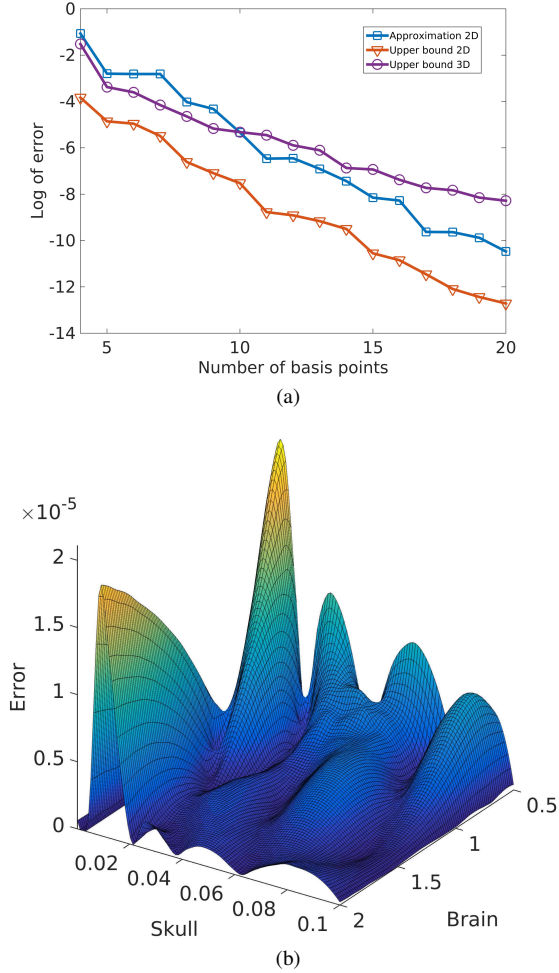 0
-2
-4
-6
-8
-10
-12
-14
Log of error
Approximation 2D
Upper bound 2D
Upper bound 3D
5
10
15
20
Number of basis points
(a)
×10-5
2
1.5
1
0.5
0
Error
0.02
0.04
0.06
0.08
0.1
Skull
2
1.5
1
0.5
Brain
(b)